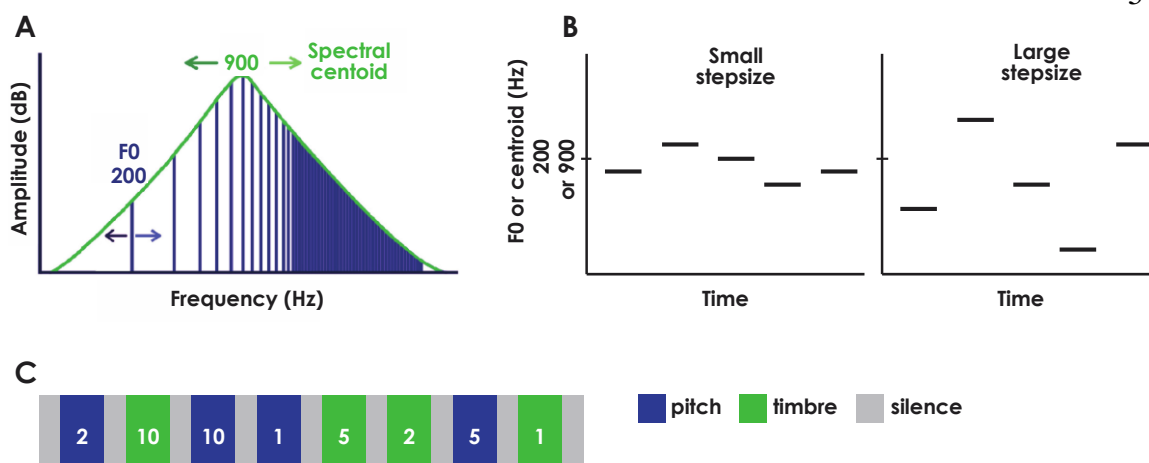 A
900
Spectral
centoid
F0
200
Amplitude (dB)
Frequency (Hz)
B
Small
stepsize
Large
stepsize
F0 or centroid (Hz)
200
or 900
Time
Time
C
2 10 10 1 5 2 5 1
pitch timbre silence